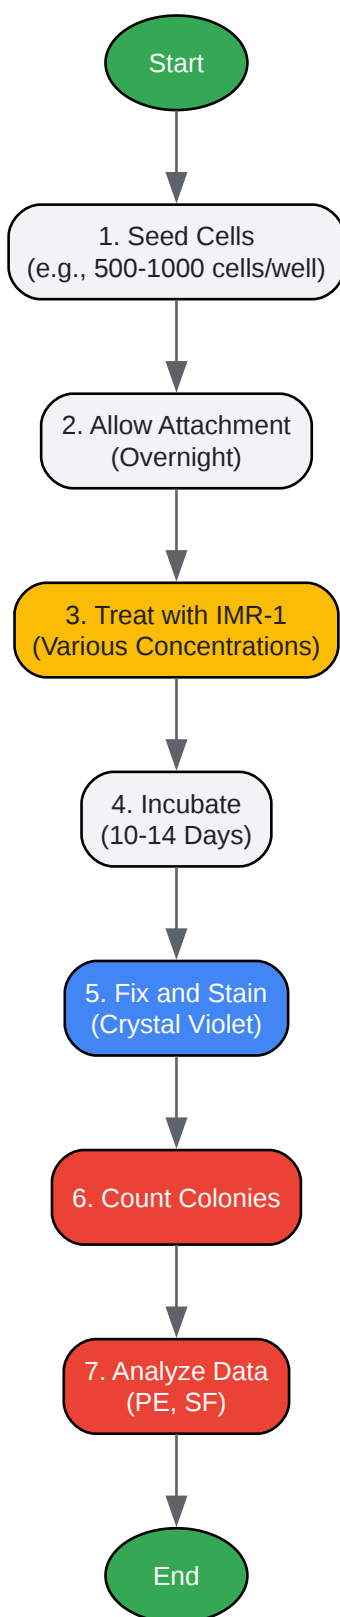 Start
1. Seed Cells
(e.g., 500-1000 cells/well)
2. Allow Attachment
(Overnight)
3. Treat with IMR-1
(Various Concentrations)
4. Incubate
(10-14 Days)
5. Fix and Stain
(Crystal Violet)
6. Count Colonies
7. Analyze Data
(PE, SF)
End